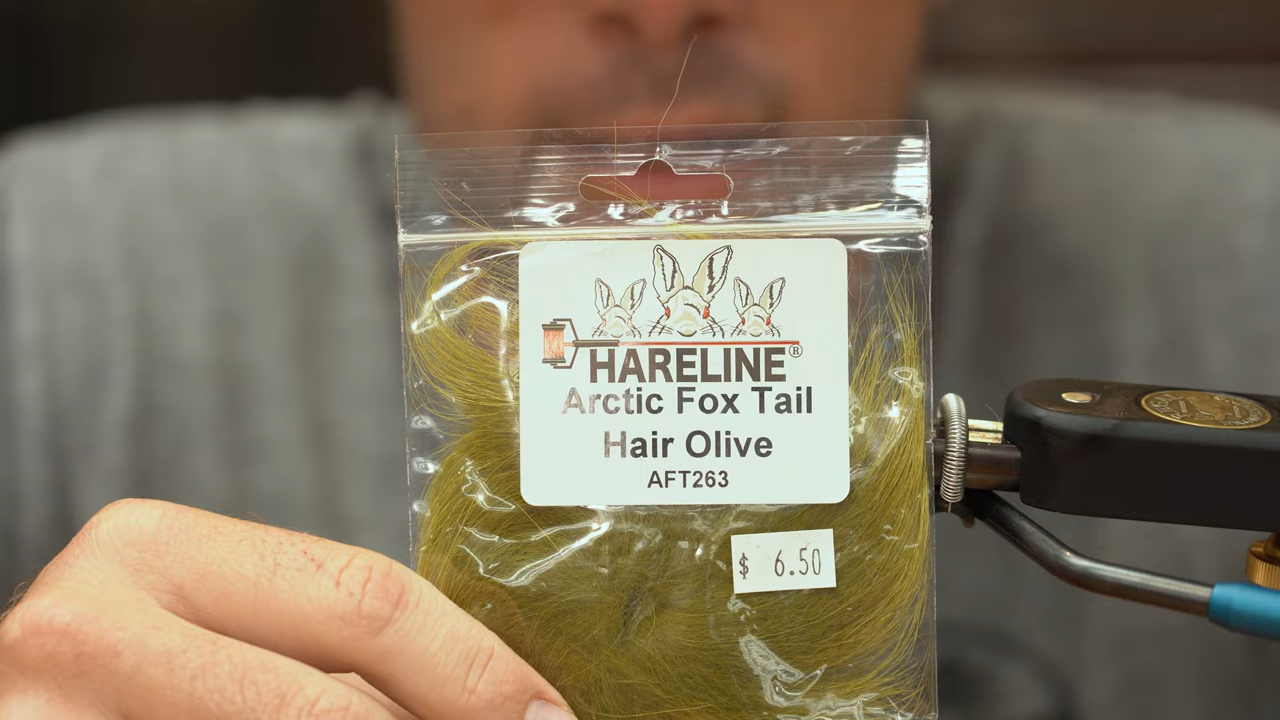 HARELINE®
Arctic Fox Tail
Hair Olive
AFT263
$ 6.50